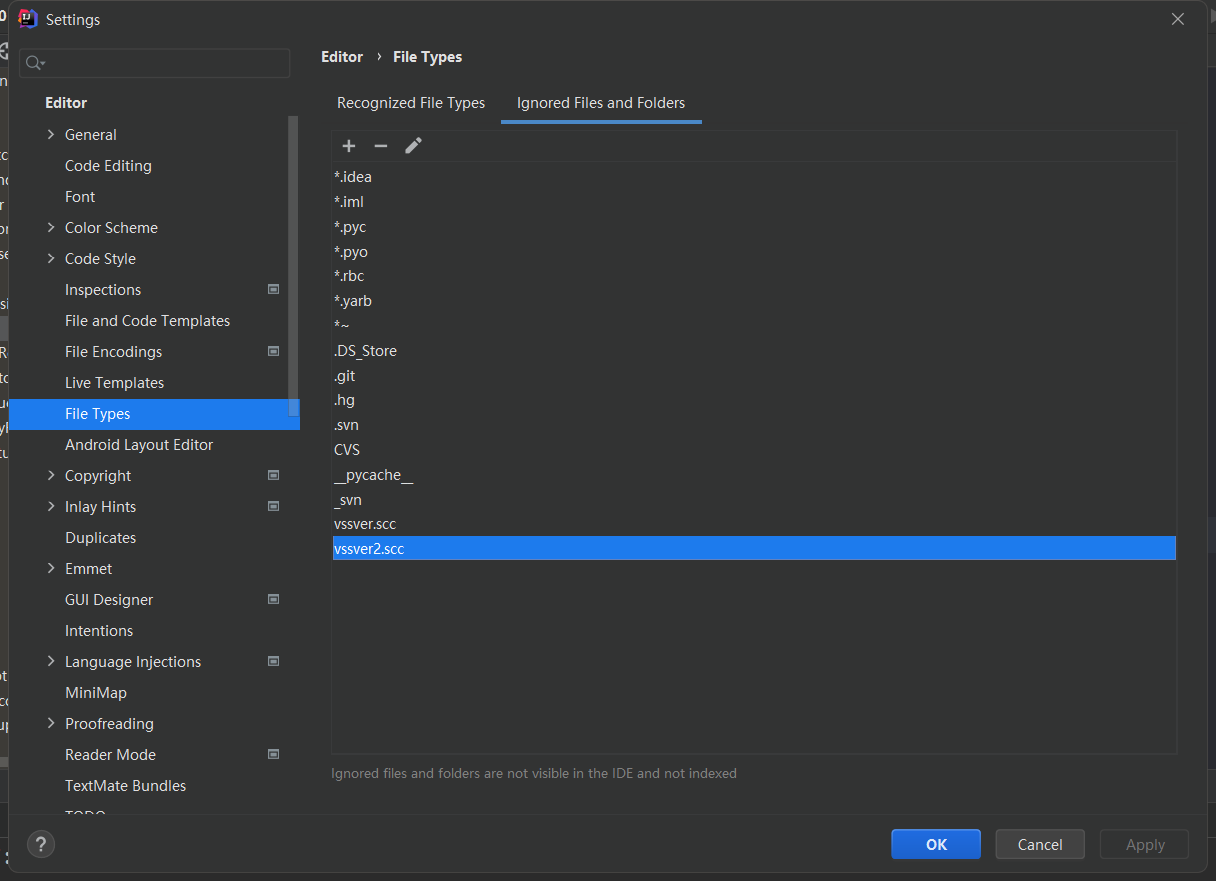 Settings
Editor › File Types
Editor
Recognized File Types
Ignored Files and Folders
General
Code Editing
Font
Color Scheme
Code Style
Inspections
File and Code Templates
File Encodings
Live Templates
File Types
Android Layout Editor
Copyright
Inlay Hints
Duplicates
Emmet
GUI Designer
Intentions
Language Injections
MiniMap
Proofreading
Reader Mode
TextMate Bundles
TODO
*.idea
*.iml
*.pyc
*.pyo
*.rbc
*.yarb
*~
.DS_Store
.git
.hg
.svn
CVS
__pycache__
_svn
vssver.scc
vssver2.scc
Ignored files and folders are not visible in the IDE and not indexed
?
OK
Cancel
Apply